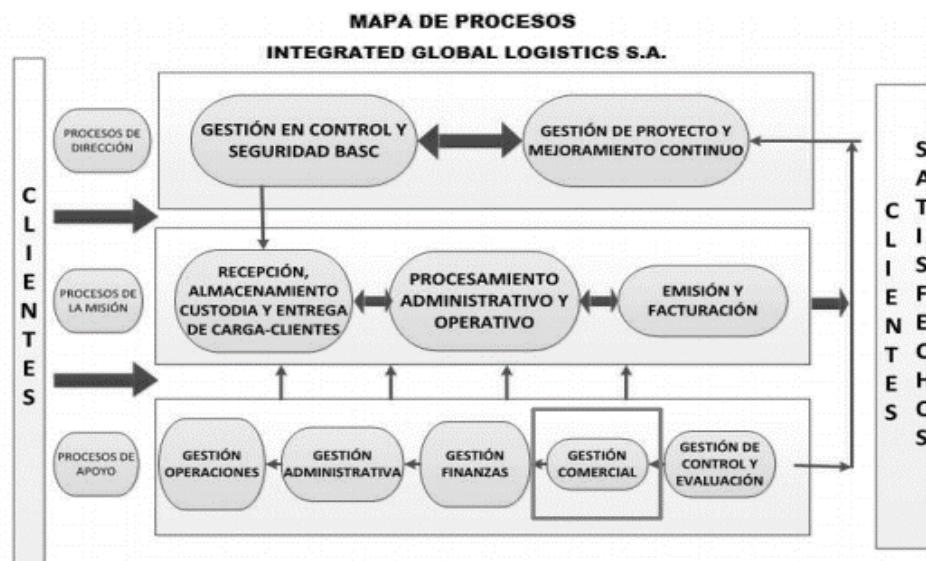 MAPA DE PROCESOS
INTEGRATED GLOBAL LOGISTICS S.A.
CLIENTES
PROCESOS DE
DIRECCIÓN
GESTIÓN EN CONTROL Y
SEGURIDAD BASC
GESTIÓN DE PROYECTO Y
MEJORAMIENTO CONTINUO
PROCESOS DE
LA MISIÓN
RECEPCIÓN,
ALMACENAMIENTO
CUSTODIA Y ENTREGA
DE CARGA-CLIENTES
PROCESAMIENTO
ADMINISTRATIVO Y
OPERATIVO
EMISIÓN Y
FACTURACIÓN
PROCESOS DE
APOYO
GESTIÓN
OPERACIONES
GESTIÓN
ADMINISTRATIVA
GESTIÓN
FINANZAS
GESTIÓN
COMERCIAL
GESTIÓN DE
CONTROL Y
EVALUACIÓN
CLIENTES
SATISFECHOS